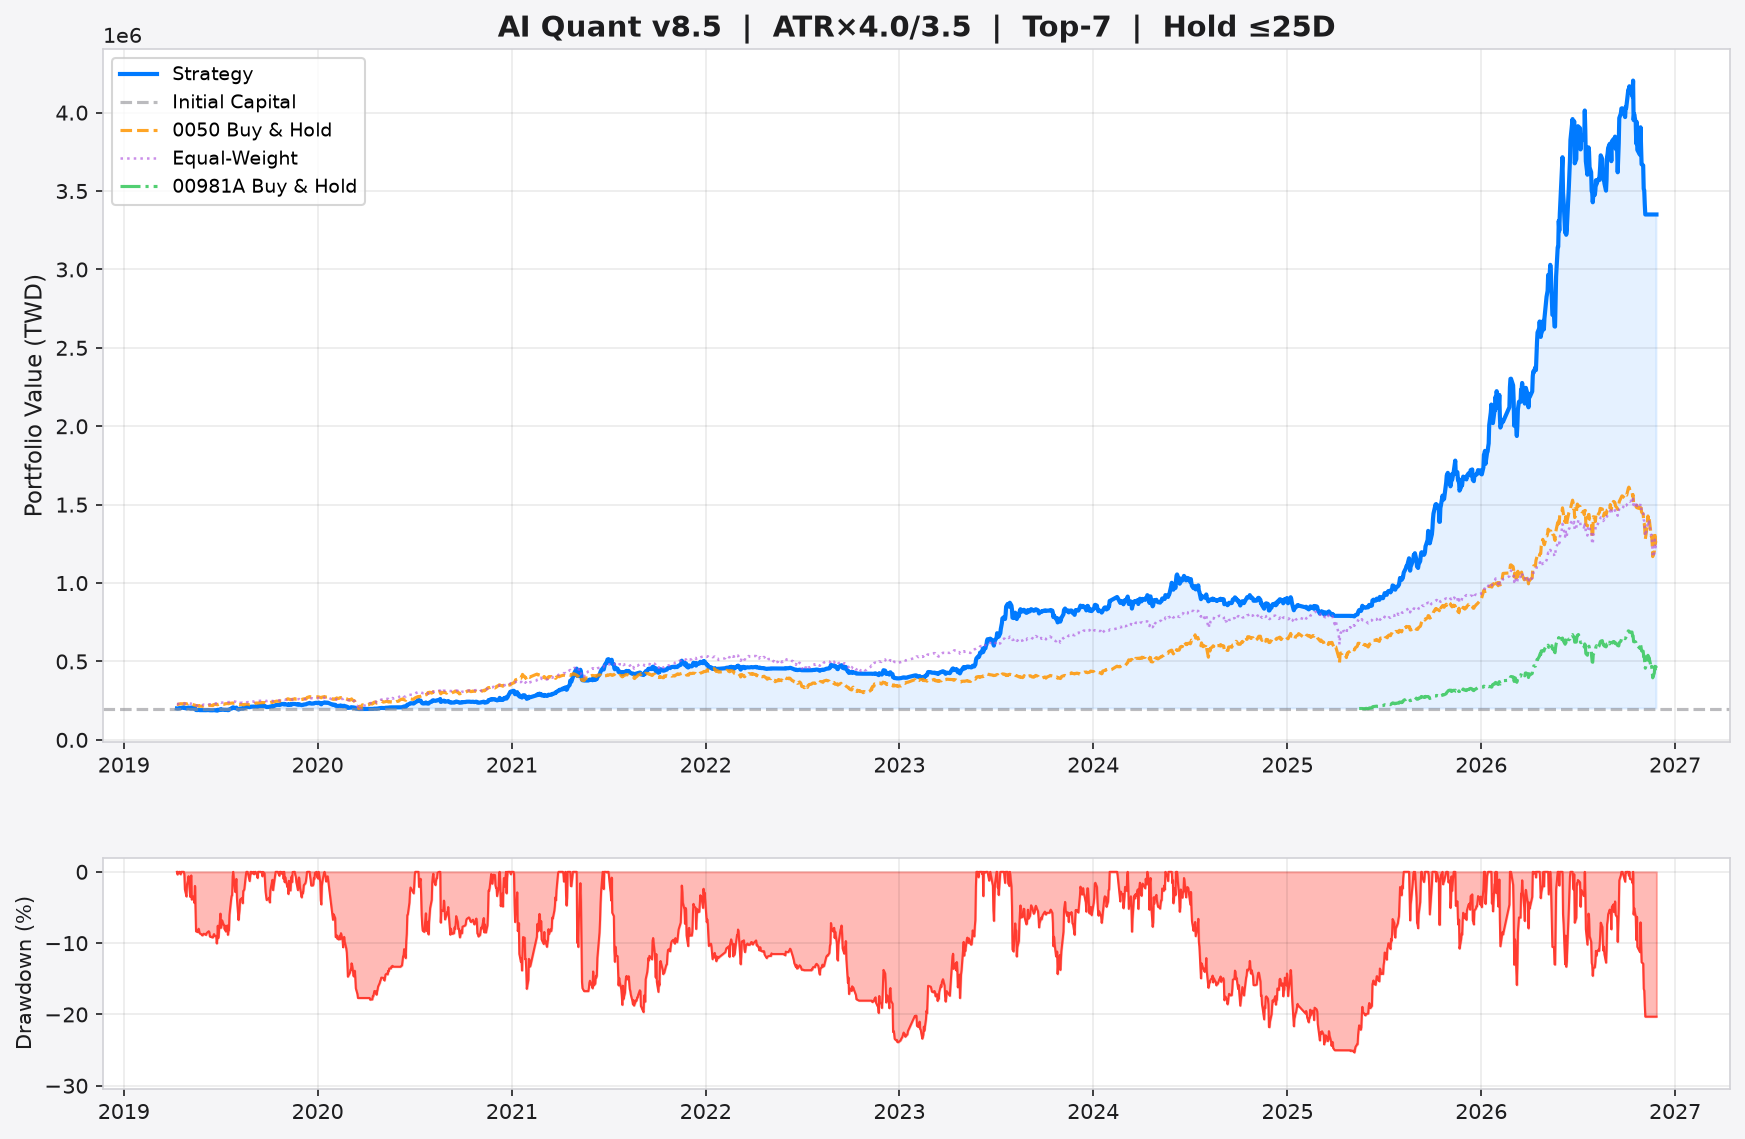 AI Quant v8.5  |  ATR×4.0/3.5  |  Top-7  |  Hold ≤25D
1e6
Strategy
Initial Capital
0050 Buy & Hold
Equal-Weight
00981A Buy & Hold
Portfolio Value (TWD)
4.0
3.5
3.0
2.5
2.0
1.5
1.0
0.5
0.0
2019 2020 2021 2022 2023 2024 2025 2026 2027
Drawdown (%)
0
−10
−20
−30
2019 2020 2021 2022 2023 2024 2025 2026 2027